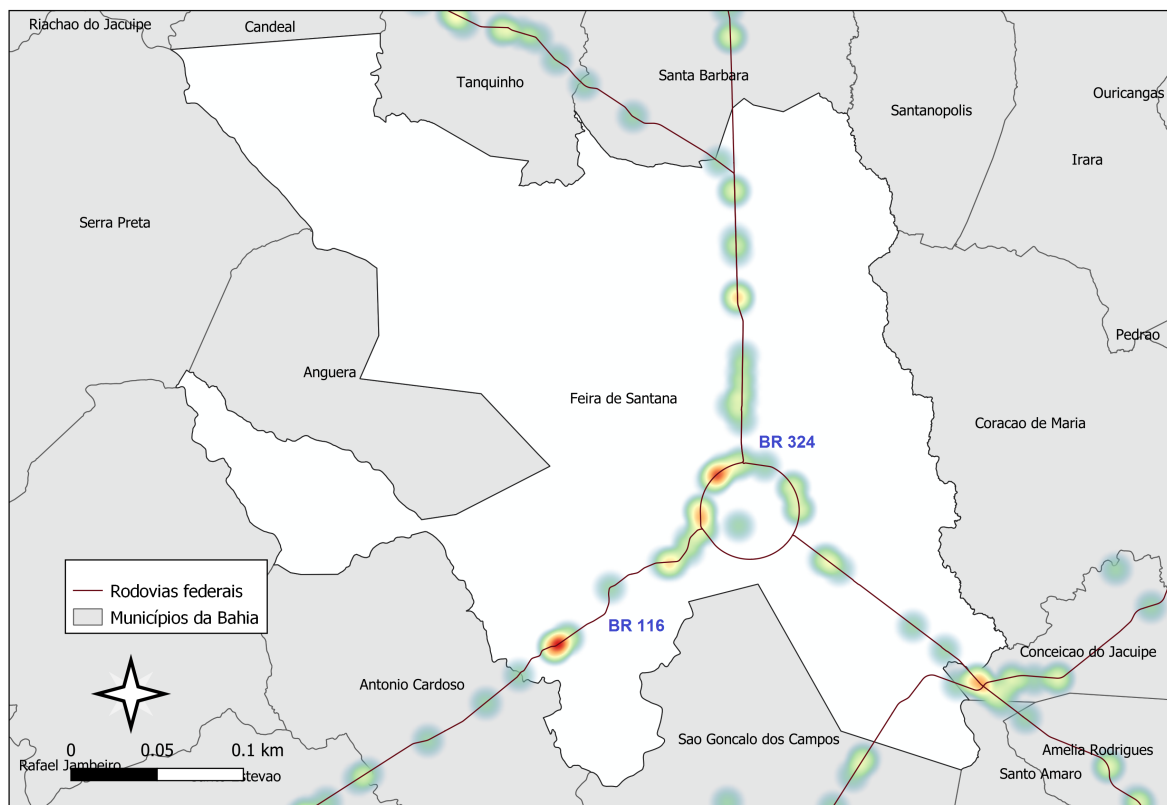 Riachao do Jacuipe
Candeal
Tanquinho
Santa Barbara
Santanopolis
Ouricangas
Irara
Serra Preta
Pedrao
Anguera
Feira de Santana
Coracao de Maria
BR 324
Rodovias federais
Municípios da Bahia
BR 116
Conceicao do Jacuipe
Antonio Cardoso
Sao Goncalo dos Campos
Amelia Rodrigues
0 0.05 0.1 km
Rafael Jambeiro
Santo Amaro